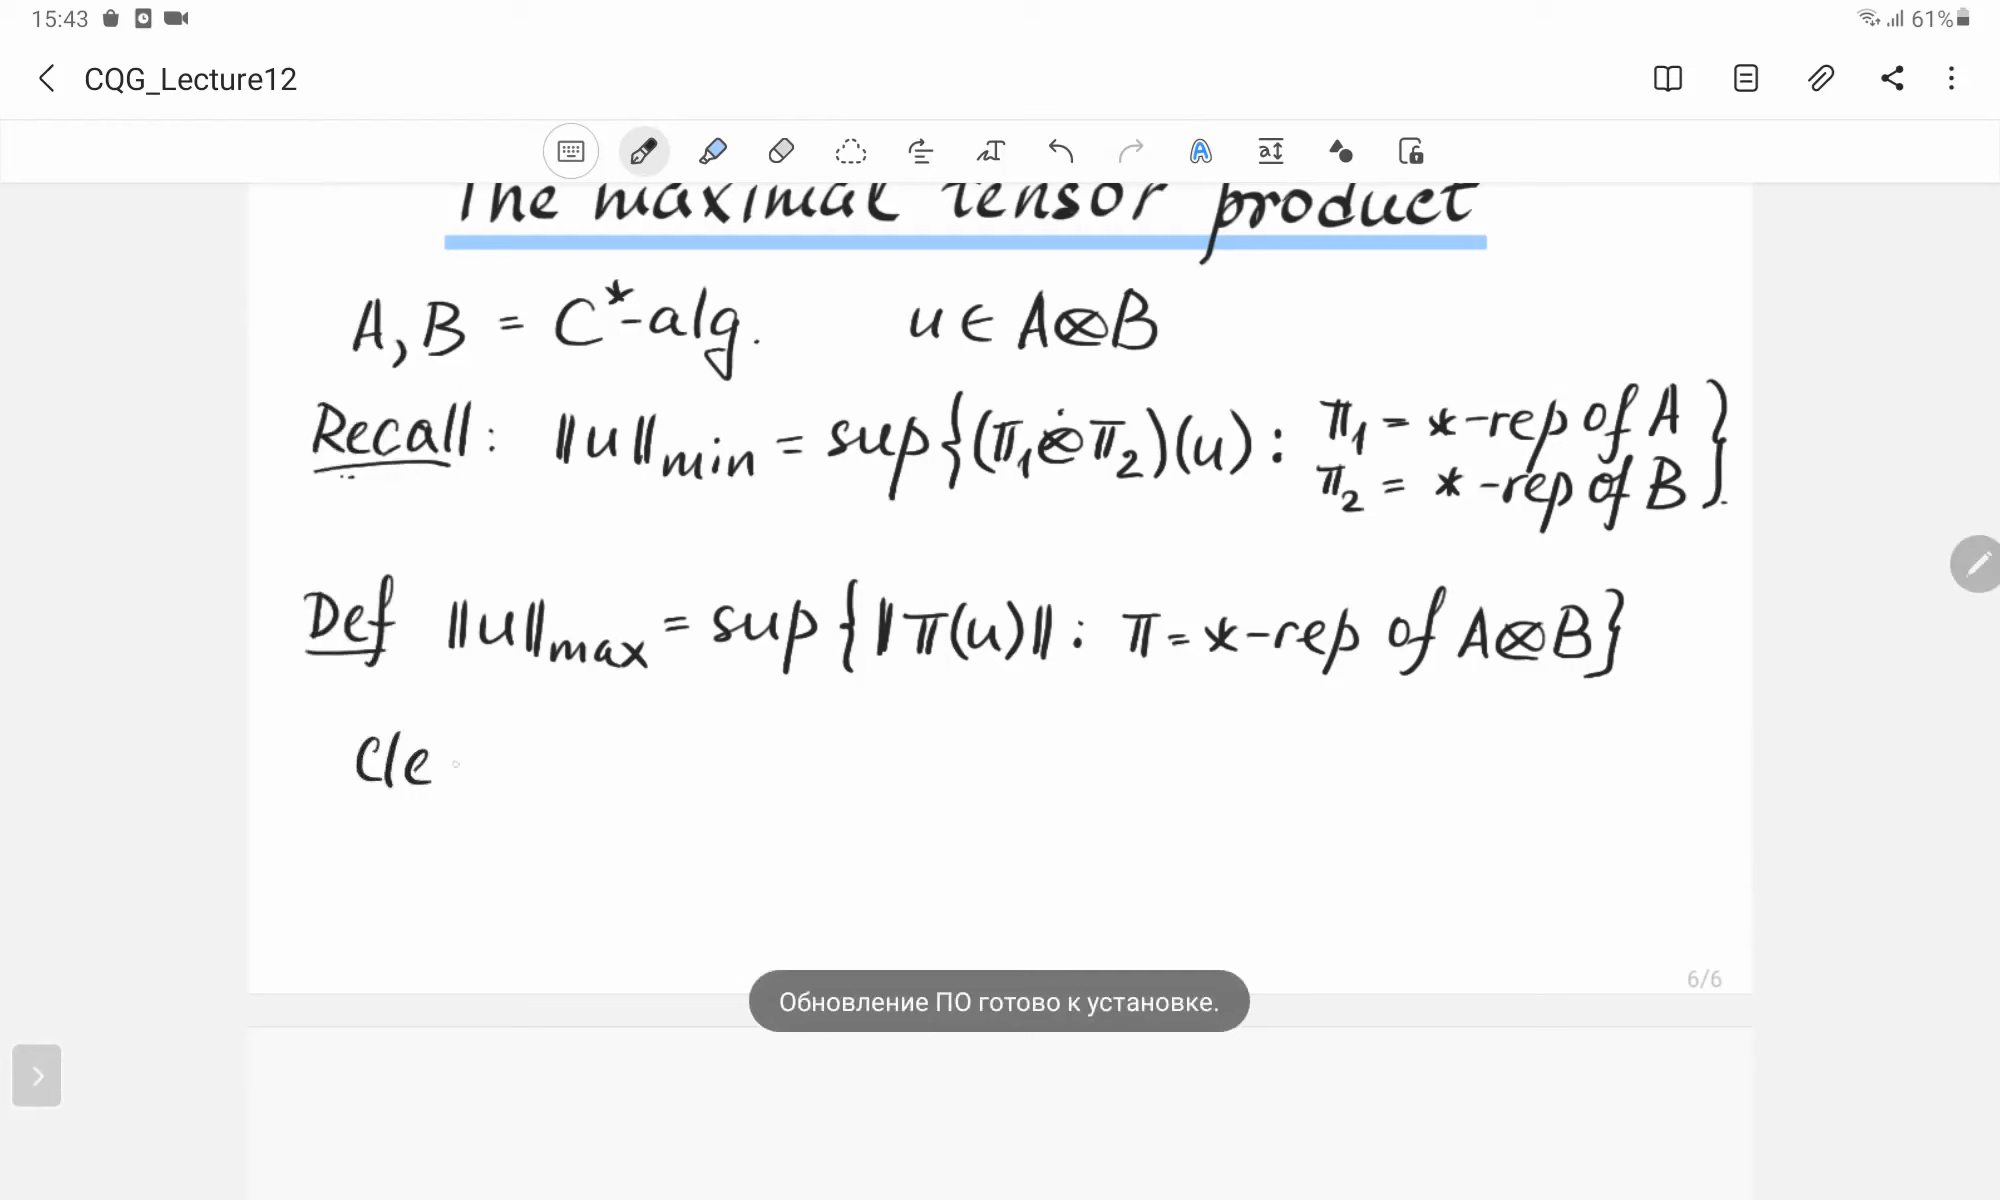 15:43 61%
CQG_Lecture12
The maximal tensor product
A, B = C*-alg. u ∈ A⊗B
Recall: ‖u‖min = sup{(π₁⊗̇π₂)(u) : π₁ = *-rep of A
π₂ = *-rep of B}.
Def ‖u‖max = sup{‖π(u)‖ : π = *-rep of A⊗B}
Cle
6/6
Обновление ПО готово к установке.